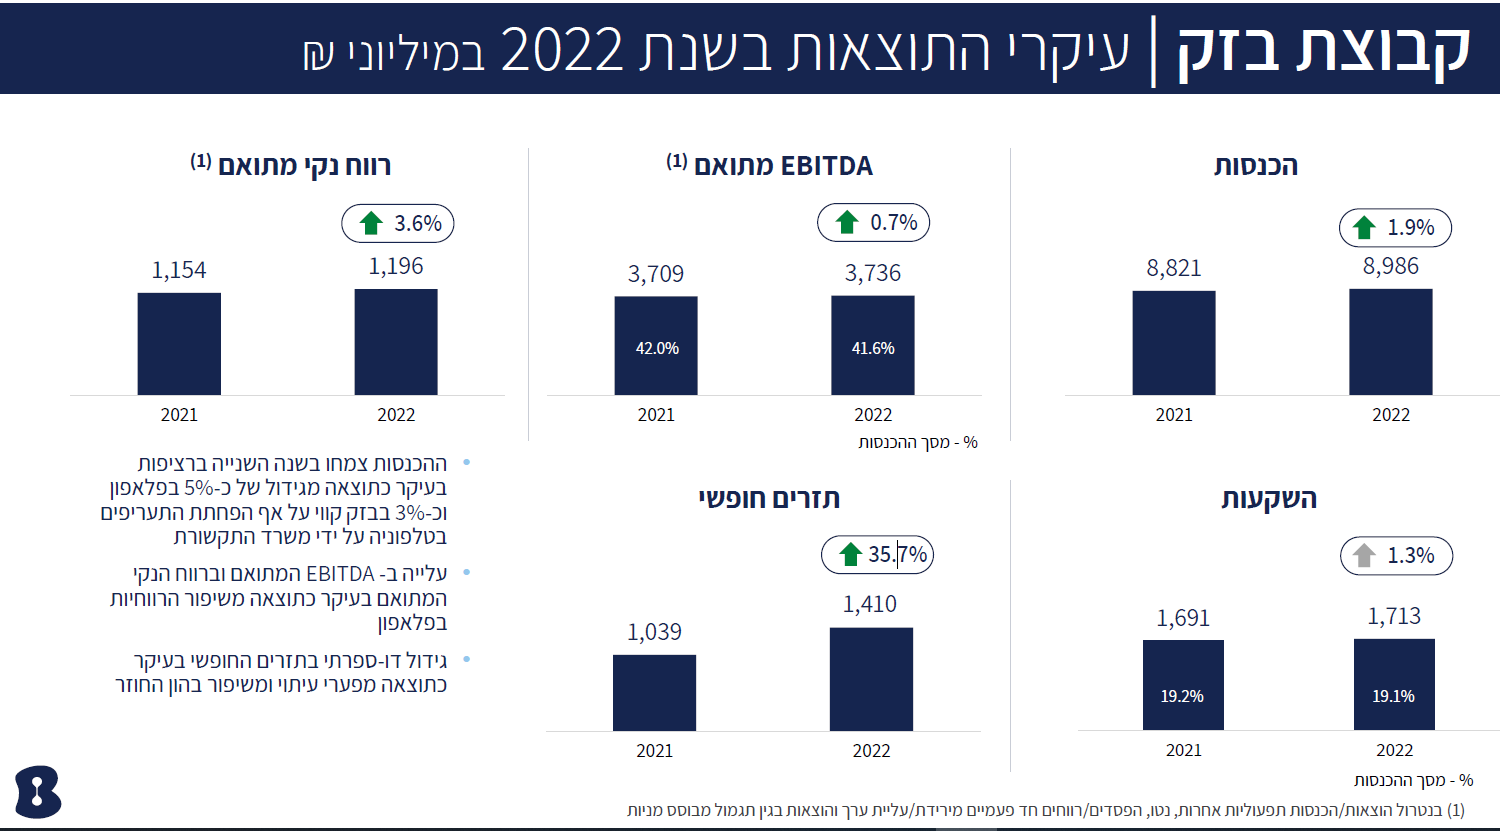 קבוצת בזק | עיקרי התוצאות בשנת 2022 במיליוני ₪
הכנסות
1.9%
8,821
8,986
2021
2022
EBITDA מתואם (1)
0.7%
3,709
3,736
42.0%
41.6%
2021
2022
% - מסך ההכנסות
רווח נקי מתואם (1)
3.6%
1,154
1,196
2021
2022
השקעות
1.3%
1,691
1,713
19.2%
19.1%
2021
2022
% - מסך ההכנסות
תזרים חופשי
35.7%
1,039
1,410
2021
2022
• ההכנסות צמחו בשנה השנייה ברציפות
בעיקר כתוצאה מגידול של כ-5% בפלאפון
וכ-3% בבזק קווי על אף הפחתת התעריפים
בטלפוניה על ידי משרד התקשורת
• עלייה ב- EBITDA המתואם וברווח הנקי
המתואם בעיקר כתוצאה משיפור הרווחיות
בפלאפון
• גידול דו-ספרתי בתזרים החופשי בעיקר
כתוצאה מפערי עיתוי ומשיפור בהון החוזר
(1) בנטרול הוצאות/הכנסות תפעוליות אחרות, נטו, הפסדים/רווחים חד פעמיים מירידת/עליית ערך והוצאות בגין תגמול מבוסס מניות